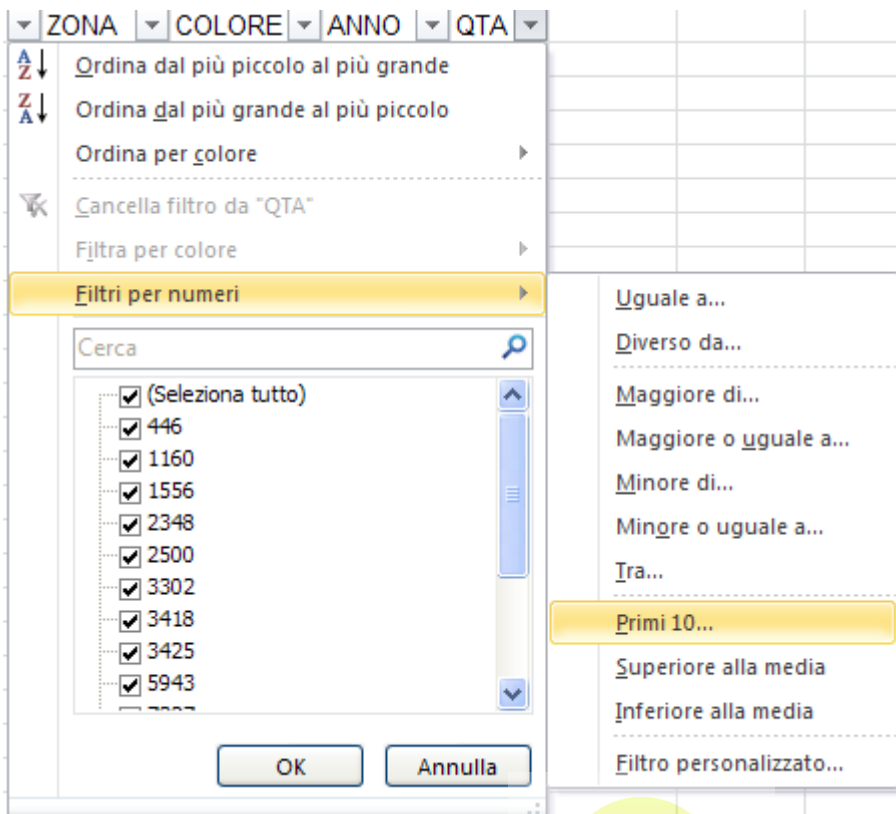 ZONA COLORE ANNO QTA
Ordina dal più piccolo al più grande
Ordina dal più grande al più piccolo
Ordina per colore
Cancella filtro da "QTA"
Filtra per colore
Filtri per numeri
Cerca
(Seleziona tutto)
446
1160
1556
2348
2500
3302
3418
3425
5943
OK Annulla
Uguale a...
Diverso da...
Maggiore di...
Maggiore o uguale a...
Minore di...
Minore o uguale a...
Tra...
Primi 10...
Superiore alla media
Inferiore alla media
Filtro personalizzato...